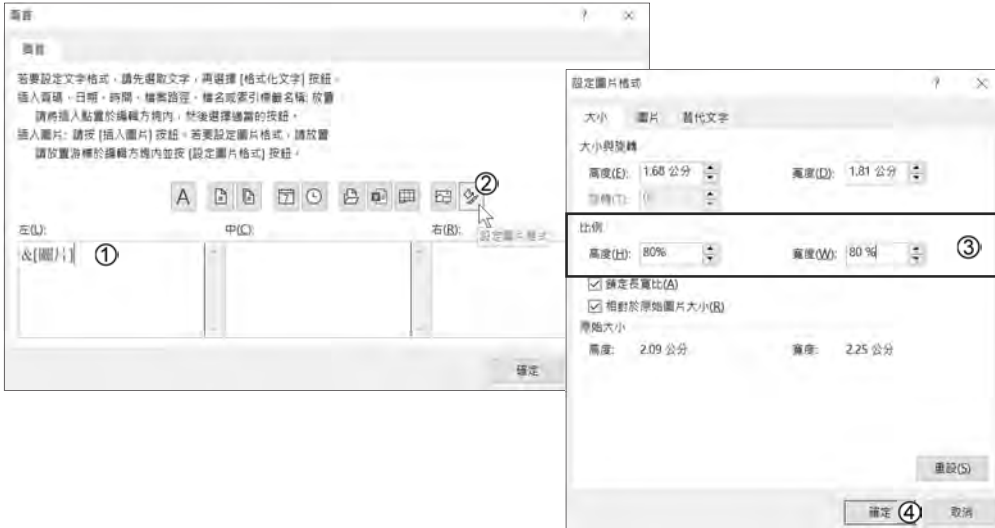 頁首
? ×
頁首
若要設定文字格式，請先選取文字，再選擇 [格式化文字] 按鈕。
插入頁碼、日期、時間、檔案路徑、檔名或索引標籤名稱: 放置
請將插入點置於編輯方塊內，然後選擇適當的按鈕。
插入圖片: 請按 [插入圖片] 按鈕。若要設定圖片格式，請放置
請放置游標於編輯方塊內並按 [設定圖片格式] 按鈕。
A
②
設定圖片格式
左(L):
中(C):
右(R):
&[圖片]
①
確定
設定圖片格式
? ×
大小 圖片 替代文字
大小與旋轉
高度(E): 1.68 公分
寬度(D): 1.81 公分
旋轉(T): 0
比例
高度(H): 80%
寬度(W): 80 %
③
鎖定長寬比(A)
相對於原始圖片大小(R)
原始大小
高度: 2.09 公分
寬度: 2.25 公分
重設(S)
確定 ④ 取消